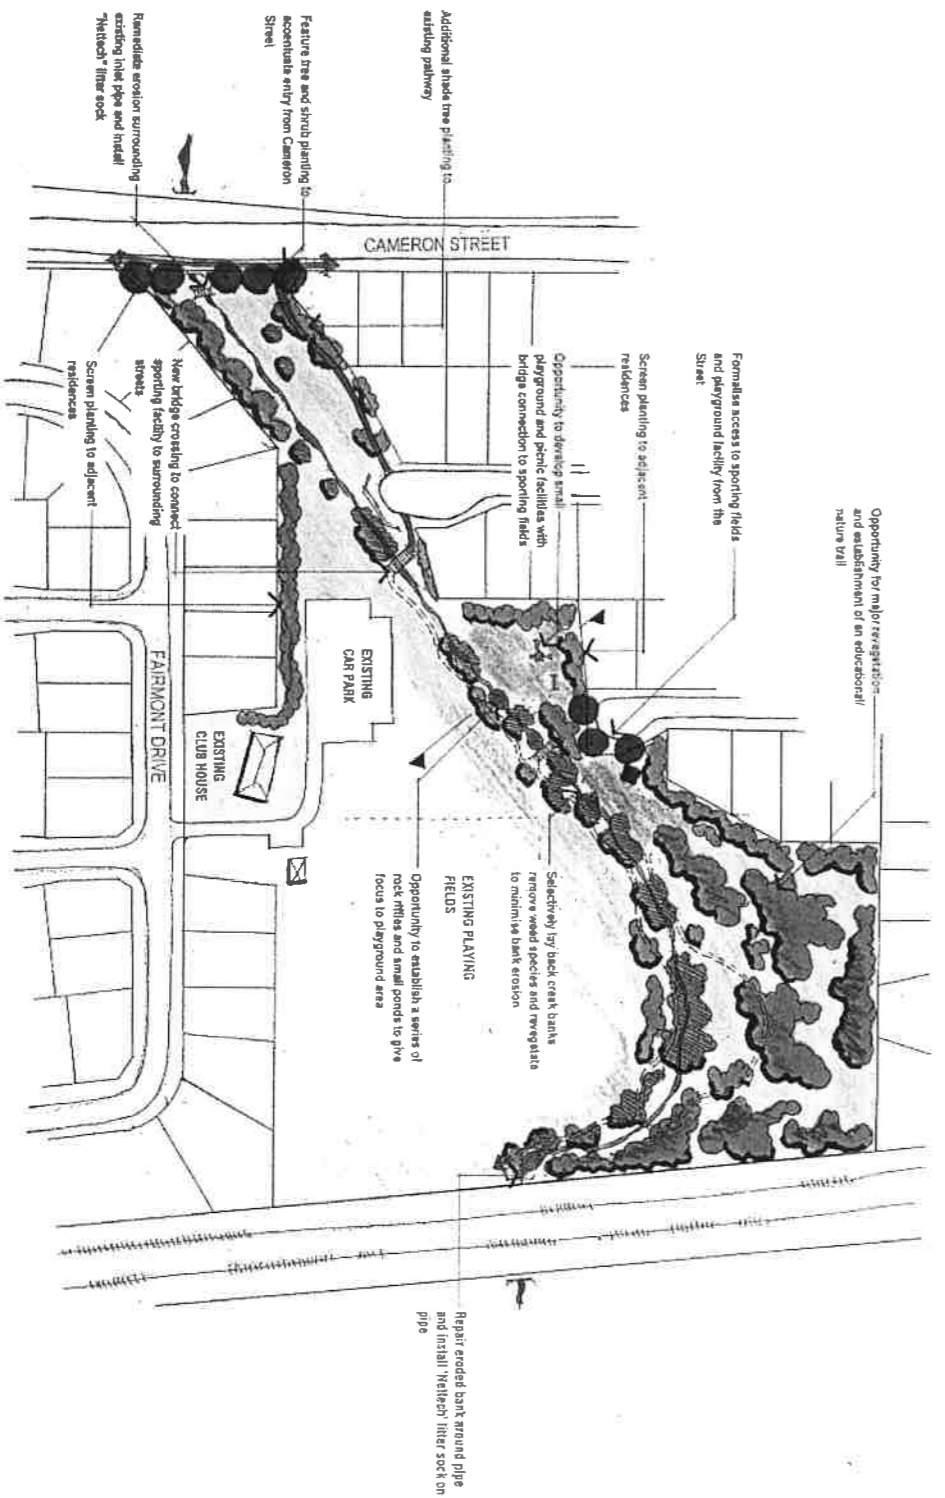 Additional shade tree planting to
existing pathway
Feature tree and shrub planting to
accentuate entry from Cameron
Street
Remediate erosion surrounding
existing inlet pipe and install
"Nettech" litter sock
CAMERON STREET
Opportunity for major revegetation
and establishment of an educational/
nature trail
Formalise access to sporting fields
and playground facility from the
Street
Screen planting to adjacent
residences
Opportunity to develop small
playground and picnic facilities with
bridge connection to sporting fields
New bridge crossing to connect
sporting facility to surrounding
streets
Screen planting to adjacent
residences
EXISTING
CAR PARK
EXISTING
CLUB HOUSE
FAIRMONT DRIVE
Selectively lay back creek banks
remove weed species and revegetate
to minimise bank erosion
EXISTING PLAYING
FIELDS
Opportunity to establish a series of
rock riffles and small ponds to give
focus to playground area
Repair eroded bank around pipe
and install 'Nettech' litter sock on
pipe